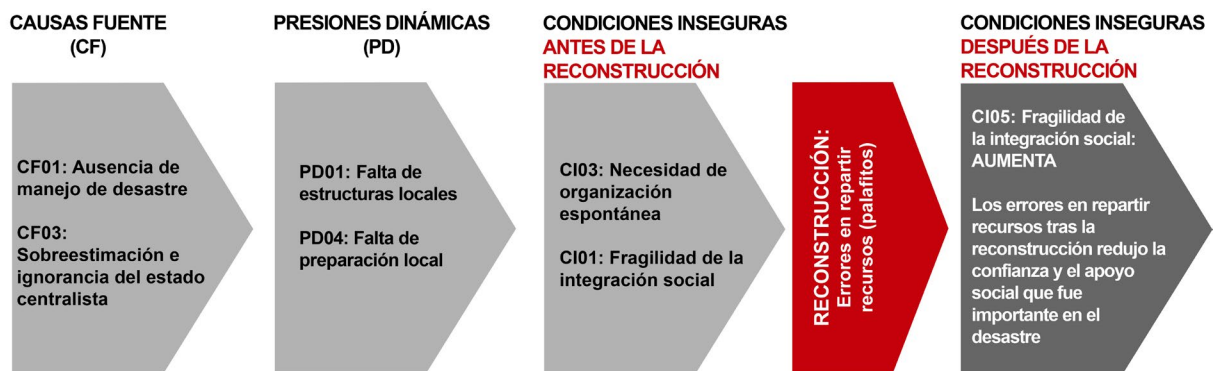 CAUSAS FUENTE
(CF)
CF01: Ausencia de
manejo de desastre
CF03:
Sobreestimación e
ignorancia del estado
centralista
PRESIONES DINÁMICAS
(PD)
PD01: Falta de
estructuras locales
PD04: Falta de
preparación local
CONDICIONES INSEGURAS
ANTES DE LA
RECONSTRUCCIÓN
CI03: Necesidad de
organización
espontánea
CI01: Fragilidad de la
integración social
RECONSTRUCCIÓN:
Errores en repartir
recursos (palafitos)
CONDICIONES INSEGURAS
DESPUÉS DE LA
RECONSTRUCCIÓN
CI05: Fragilidad de
la integración social:
AUMENTA
Los errores en repartir
recursos tras la
reconstrucción redujo la
confianza y el apoyo
social que fue
importante en el
desastre